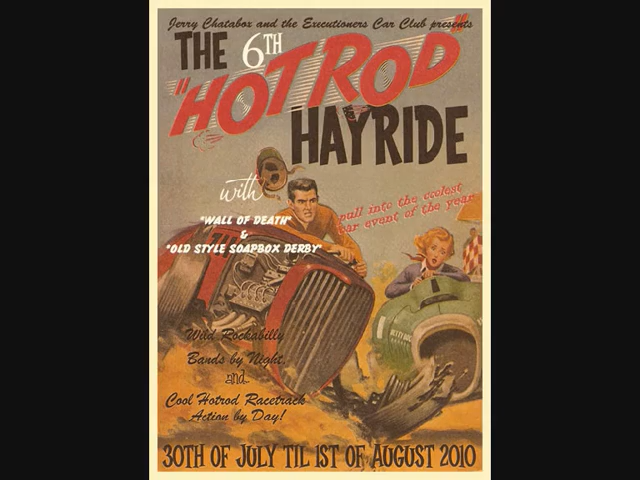 Jerry Chatabox and the Executioners Car Club presents
THE 6TH
"HOT ROD"
HAYRIDE
with
"WALL OF DEATH"
&
"OLD STYLE SOAPBOX DERBY"
pull into the coolest
car event of the year
Wild Rockabilly
Bands by Night
and..
Cool Hotrod Racetrack
Action by Day!
30TH OF JULY TIL 1ST OF AUGUST 2010